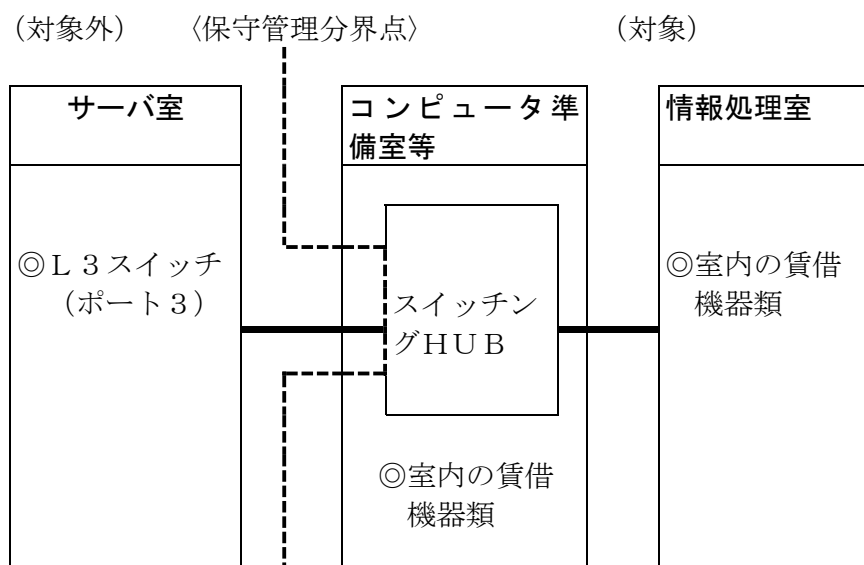 （対象外）
〈保守管理分界点〉
（対象）
サーバ室
コンピュータ準
備室等
情報処理室
◎Ｌ３スイッチ
（ポート３）
スイッチン
グＨＵＢ
◎室内の賃借
機器類
◎室内の賃借
機器類